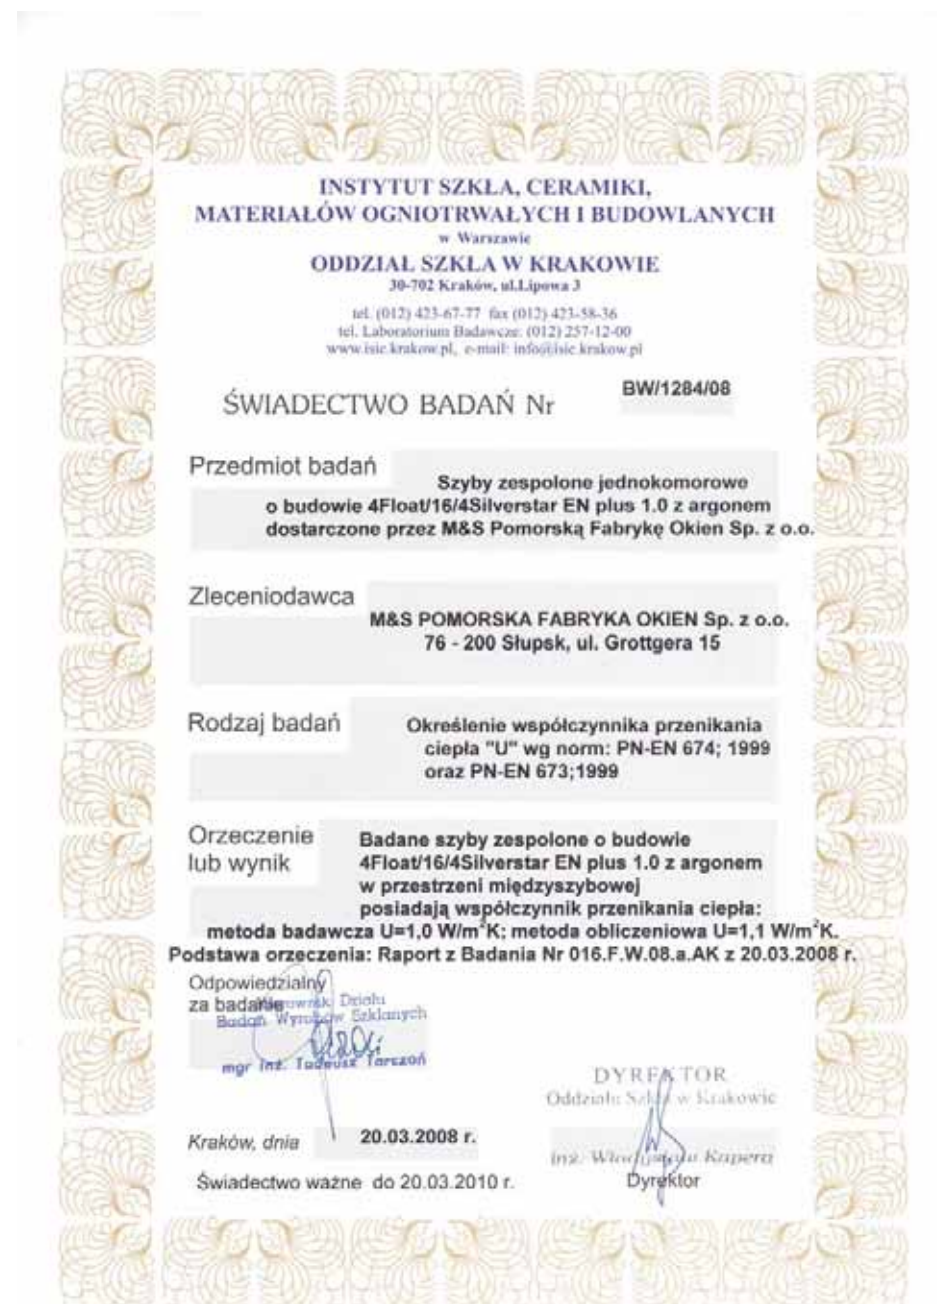 INSTYTUT SZKŁA, CERAMIKI,
MATERIAŁÓW OGNIOTRWAŁYCH I BUDOWLANYCH
w Warszawie
ODDZIAŁ SZKŁA W KRAKOWIE
30-702 Kraków, ul.Lipowa 3
tel. (012) 423-67-77 fax (012) 423-58-36
tel. Laboratorium Badawcze: (012) 257-12-00
www.isic.krakow.pl, e-mail: info@isic.krakow.pl
ŚWIADECTWO BADAŃ Nr BW/1284/08
Przedmiot badań
Szyby zespolone jednokomorowe
o budowie 4Float/16/4Silverstar EN plus 1.0 z argonem
dostarczone przez M&S Pomorską Fabrykę Okien Sp. z o.o.
Zleceniodawca
M&S POMORSKA FABRYKA OKIEN Sp. z o.o.
76 - 200 Słupsk, ul. Grottgera 15
Rodzaj badań
Określenie współczynnika przenikania
ciepła "U" wg norm: PN-EN 674; 1999
oraz PN-EN 673;1999
Orzeczenie
lub wynik
Badane szyby zespolone o budowie
4Float/16/4Silverstar EN plus 1.0 z argonem
w przestrzeni międzyszybowej
posiadają współczynnik przenikania ciepła:
metoda badawcza U=1,0 W/m²K; metoda obliczeniowa U=1,1 W/m²K.
Podstawa orzeczenia: Raport z Badania Nr 016.F.W.08.a.AK z 20.03.2008 r.
Odpowiedzialny
za badanie
Kierownik Działu
Badań Wyrobów Szklanych
mgr inż. Tadeusz Tarczoń
DYREKTOR
Oddziału Szkła w Krakowie
Kraków, dnia 20.03.2008 r.
inż. Kapera
Świadectwo ważne do 20.03.2010 r.
Dyrektor